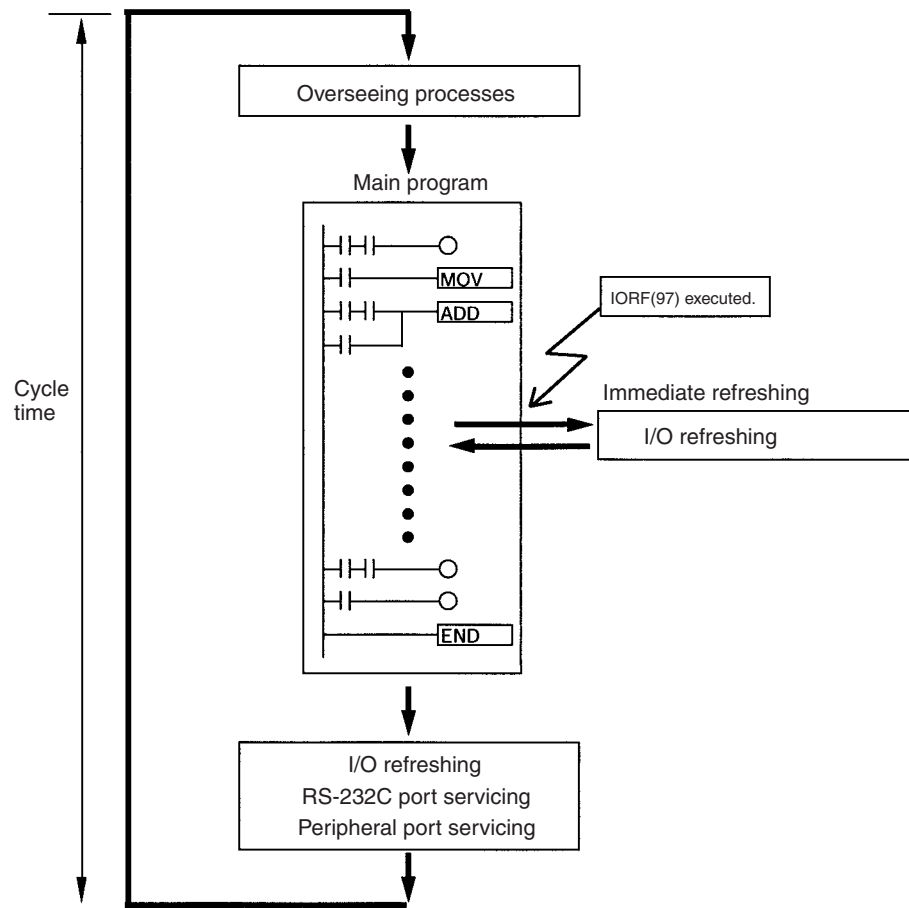 Overseeing processes
Main program
MOV
IORF(97) executed.
ADD
Cycle
time
Immediate refreshing
I/O refreshing
END
I/O refreshing
RS-232C port servicing
Peripheral port servicing